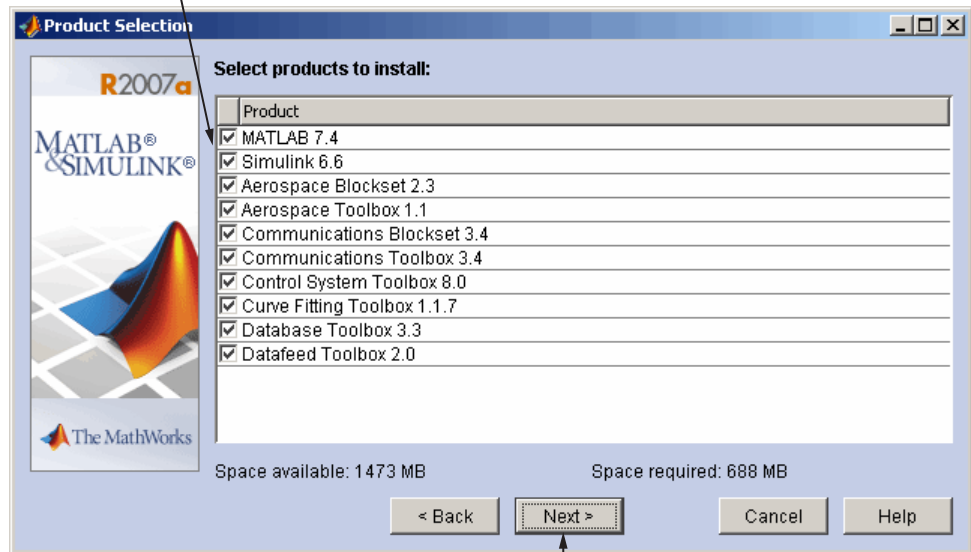 Product Selection
R2007a
MATLAB®
&SIMULINK®
The MathWorks
Select products to install:
Product
MATLAB 7.4
Simulink 6.6
Aerospace Blockset 2.3
Aerospace Toolbox 1.1
Communications Blockset 3.4
Communications Toolbox 3.4
Control System Toolbox 8.0
Curve Fitting Toolbox 1.1.7
Database Toolbox 3.3
Datafeed Toolbox 2.0
Space available: 1473 MB Space required: 688 MB
< Back Next > Cancel Help